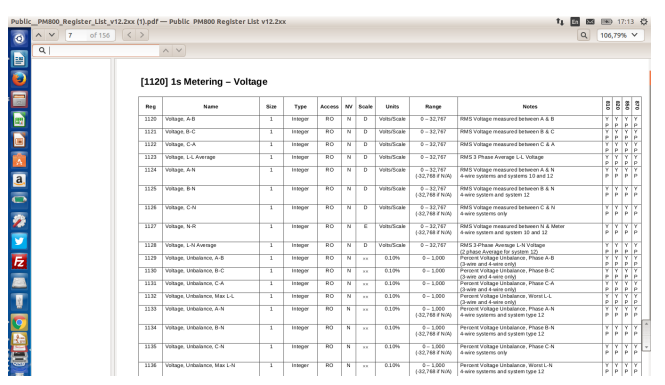 Public__PM800_Register_List_v12.2xx (1).pdf — Public PM800 Register List v12.2xx
17:13
7 of 156
106,79%
[1120] 1s Metering – Voltage
Reg Name Size Type Access NV Scale Units Range Notes 810 820 850 870
1120 Voltage, A-B 1 Integer RO N D Volts/Scale 0 – 32,767 RMS Voltage measured between A & B Y Y Y Y
P P P P
1121 Voltage, B-C 1 Integer RO N D Volts/Scale 0 – 32,767 RMS Voltage measured between B & C Y Y Y Y
P P P P
1122 Voltage, C-A 1 Integer RO N D Volts/Scale 0 – 32,767 RMS Voltage measured between C & A Y Y Y Y
P P P P
1123 Voltage, L-L Average 1 Integer RO N D Volts/Scale 0 – 32,767 RMS 3 Phase Average L-L Voltage Y Y Y Y
P P P P
1124 Voltage, A-N 1 Integer RO N D Volts/Scale 0 – 32,767 RMS Voltage measured between A & N Y Y Y Y
(-32,768 if N/A) 4-wire systems and systems 10 and 12 P P P P
1125 Voltage, B-N 1 Integer RO N D Volts/Scale 0 – 32,767 RMS Voltage measured between B & N Y Y Y Y
(-32,768 if N/A) 4-wire system and system 12 P P P P
1126 Voltage, C-N 1 Integer RO N D Volts/Scale 0 – 32,767 RMS Voltage measured between C & N Y Y Y Y
(-32,768 if N/A) 4-wire systems only P P P P
1127 Voltage, N-R 1 Integer RO N E Volts/Scale 0 – 32,767 RMS Voltage measured between N & Meter Y Y Y Y
(-32,768 if N/A) 4-wire system and system 10 and 12 P P P P
1128 Voltage, L-N Average 1 Integer RO N D Volts/Scale 0 – 32,767 RMS 3-Phase Average L-N Voltage Y Y Y Y
(2 phase Average for system 12) P P P P
1129 Voltage, Unbalance, A-B 1 Integer RO N xx 0.10% 0 – 1,000 Percent Voltage Unbalance, Phase A-B Y Y Y Y
(3-wire and 4-wire only) P P P P
1130 Voltage, Unbalance, B-C 1 Integer RO N xx 0.10% 0 – 1,000 Percent Voltage Unbalance, Phase B-C Y Y Y Y
(3-wire and 4-wire only) P P P P
1131 Voltage, Unbalance, C-A 1 Integer RO N xx 0.10% 0 – 1,000 Percent Voltage Unbalance, Phase C-A Y Y Y Y
(3-wire and 4-wire only) P P P P
1132 Voltage, Unbalance, Max L-L 1 Integer RO N xx 0.10% 0 – 1,000 Percent Voltage Unbalance, Worst L-L Y Y Y Y
(3-wire and 4-wire only) P P P P
1133 Voltage, Unbalance, A-N 1 Integer RO N xx 0.10% 0 – 1,000 Percent Voltage Unbalance, Phase A-N Y Y Y Y
(-32,768 if N/A) 4-wire systems and system type 12 P P P P
1134 Voltage, Unbalance, B-N 1 Integer RO N xx 0.10% 0 – 1,000 Percent Voltage Unbalance, Phase B-N Y Y Y Y
(-32,768 if N/A) 4-wire systems and system type 12 P P P P
1135 Voltage, Unbalance, C-N 1 Integer RO N xx 0.10% 0 – 1,000 Percent Voltage Unbalance, Phase C-N Y Y Y Y
(-32,768 if N/A) 4-wire systems only P P P P
1136 Voltage, Unbalance, Max L-N 1 Integer RO N xx 0.10% 0 – 1,000 Percent Voltage Unbalance, Worst L-N Y Y Y Y
(-32,768 if N/A) 4-wire systems and system type 12 P P P P